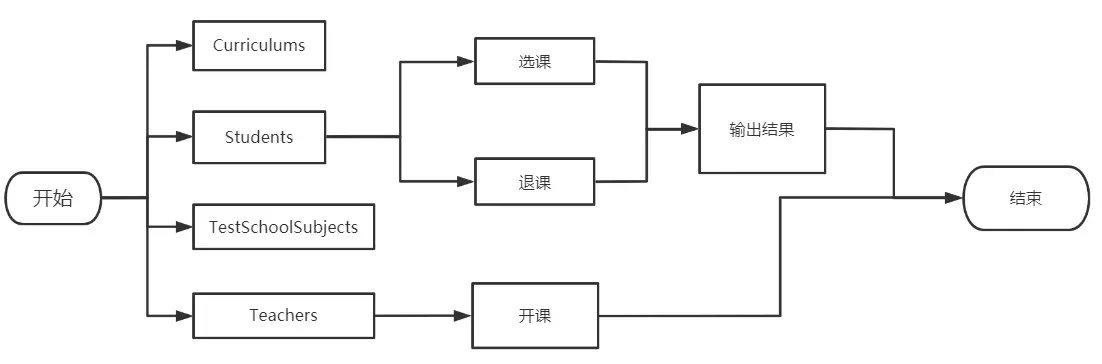 开始
Curriculums
Students
TestSchoolSubjects
Teachers
选课
退课
开课
输出结果
结束